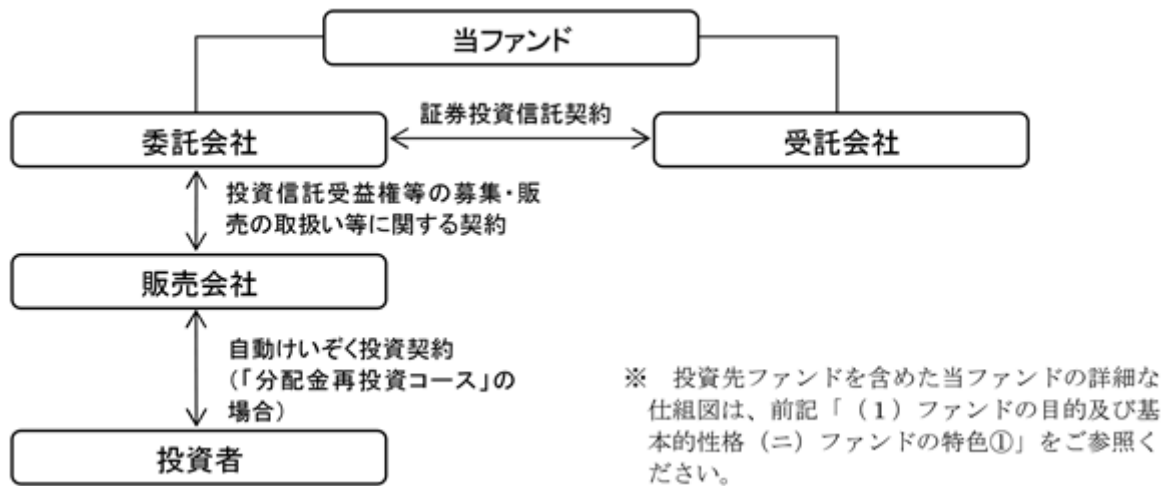 当ファンド
証券投資信託契約
委託会社
受託会社
投資信託受益権等の募集・販
売の取扱い等に関する契約
販売会社
自動けいぞく投資契約
(「分配金再投資コース」の
場合)
投資者
※ 投資先ファンドを含めた当ファンドの詳細な
仕組図は、前記「(1)ファンドの目的及び基
本的性格(ニ)ファンドの特色①」をご参照く
ださい。